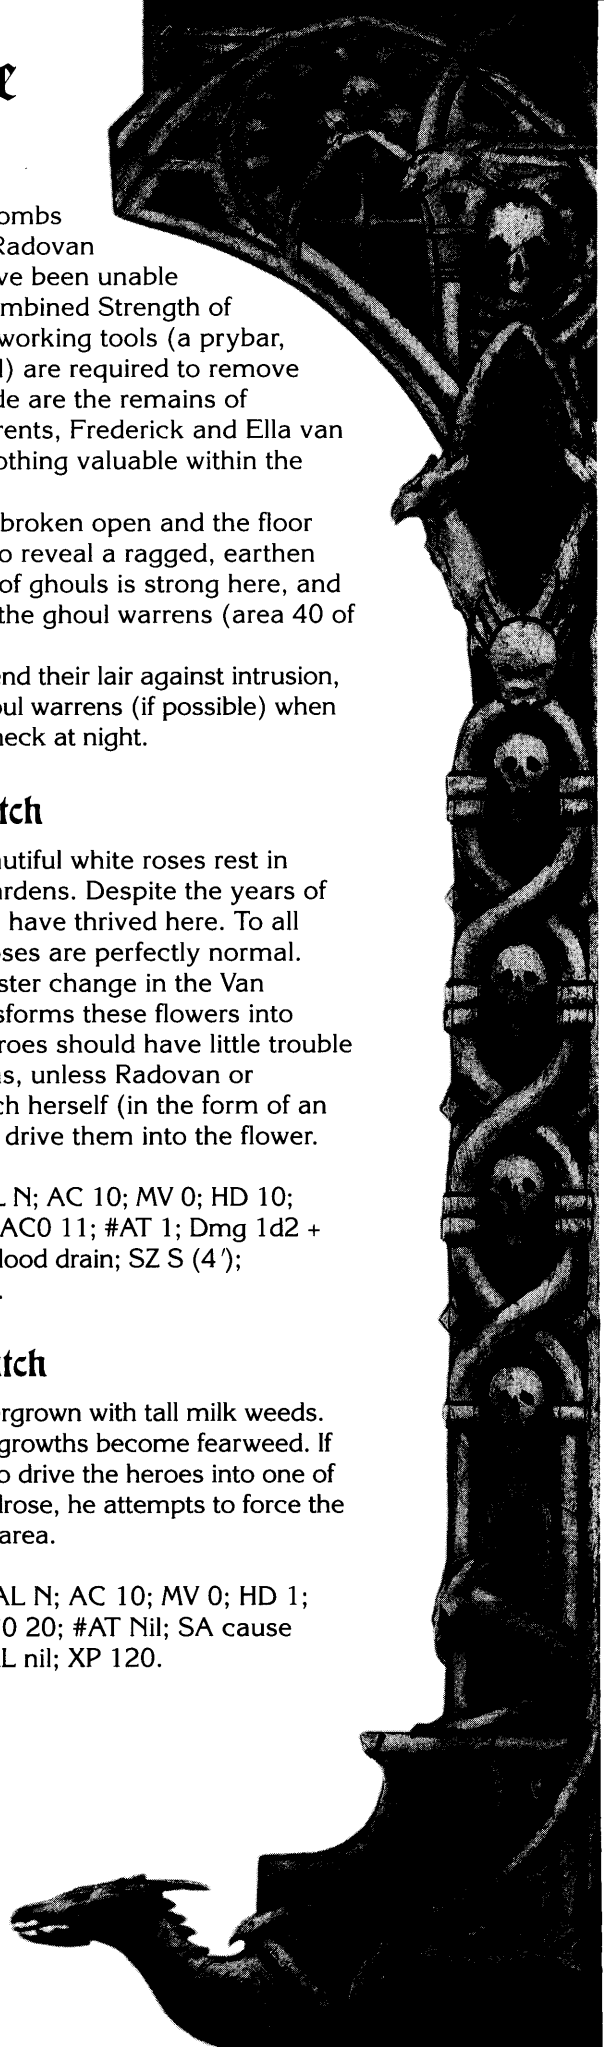 e
ombs
Radovan
ve been unable
mbined Strength of
working tools (a prybar,
l) are required to remove
de are the remains of
rents, Frederick and Ella van
othing valuable within the
broken open and the floor
o reveal a ragged, earthen
of ghouls is strong here, and
the ghoul warrens (area 40 of
end their lair against intrusion,
oul warrens (if possible) when
heck at night.
tch
autiful white roses rest in
ardens. Despite the years of
have thrived here. To all
oses are perfectly normal.
ster change in the Van
sforms these flowers into
roes should have little trouble
ns, unless Radovan or
ch herself (in the form of an
drive them into the flower.
L N; AC 10; MV 0; HD 10;
AC0 11; #AT 1; Dmg 1d2 +
lood drain; SZ S (4');
.
tch
rgrown with tall milk weeds.
growths become fearweed. If
o drive the heroes into one of
drose, he attempts to force the
area.
AL N; AC 10; MV 0; HD 1;
0 20; #AT Nil; SA cause
L nil; XP 120.